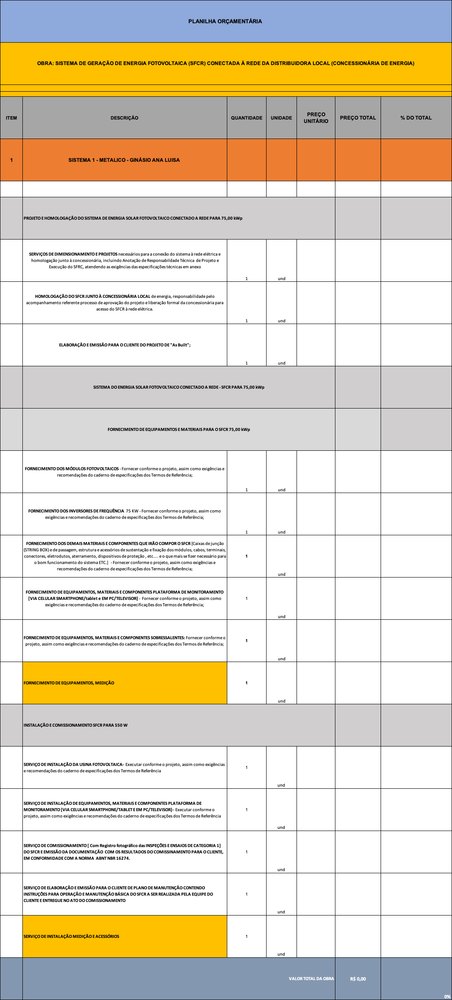 PLANILHA ORÇAMENTÁRIA
OBRA: SISTEMA DE GERAÇÃO DE ENERGIA FOTOVOLTAICA (SFCR) CONECTADA À REDE DA DISTRIBUIDORA LOCAL (CONCESSIONÁRIA DE ENERGIA)
ITEM DESCRIÇÃO QUANTIDADE UNIDADE PREÇO UNITÁRIO PREÇO TOTAL % DO TOTAL
1 SISTEMA 1 - METALICO - GINÁSIO ANA LUISA
PROJETO E HOMOLOGAÇÃO DO SISTEMA DE ENERGIA SOLAR FOTOVOLTAICO CONECTADO A REDE PARA 75,00 kWp
SERVIÇOS DE DIMENSIONAMENTO E PROJETOS necessários para a conexão do sistema à rede elétrica e
homologação junto à concessionária, incluindo Anotação de Responsabildade Técnica de Projeto e
Execução do SFRC, atendendo as exigências das especificações técnicas em anexo
1 und
HOMOLOGAÇÃO DO SFCR JUNTO À CONCESSIONÁRIA LOCAL de energia, responsabilidade pelo
acompanhamento referente processo de aprovação do projeto e liberação formal da concessionária para
acesso do SFCR à rede elétrica.
1 und
ELABORAÇÃO E EMISSÃO PARA O CLIENTE DO PROJETO DE "As Built";
1 und
SISTEMA DO ENERGIA SOLAR FOTOVOLTAICO CONECTADO A REDE - SFCR PARA 75,00 kWp
FORNECIMENTO DE EQUIPAMENTOS E MATERIAIS PARA O SFCR 75,00 kWp
FORNECIMENTO DOS MÓDULOS FOTOVOLTAICOS - Fornecer conforme o projeto, assim como exigências e
recomendações do caderno de especificações dos Termos de Referência;
1 und
FORNECIMENTO DOS INVERSORES DE FREQUÊNCIA 75 KW - Fornecer conforme o projeto, assim como
exigências e recomendações do caderno de especificações dos Termos de Referência;
1 und
FORNECIMENTO DOS DEMAIS MATERIAIS E COMPONENTES QUE IRÃO COMPOR O SFCR [Caixas de junção
(STRING BOX) e de passagem, estrutura e acessórios de sustentação e fixação dos módulos, cabos, terminais,
conectores, eletrodutos, aterramento, dispositivos de proteção , etc.... e o que mais se fizer necessário para
o bom funcionamento do sistema ETC.] - Fornecer conforme o projeto, assim como exigências e
recomendações do caderno de especificações dos Termos de Referência;
1 und
FORNECIMENTO DE EQUIPAMENTOS, MATERIAIS E COMPONENTES PLATAFORMA DE MONITORAMENTO
[VIA CELULAR SMARTPHONE/tablet e EM PC/TELEVISOR] - Fornecer conforme o projeto, assim como
exigências e recomendações do caderno de especificações dos Termos de Referência;
1 und
FORNECIMENTO DE EQUIPAMENTOS, MATERIAIS E COMPONENTES SOBRESSALENTES: Fornecer conforme o
projeto, assim como exigências e recomendações do caderno de especificações dos Termos de Referência;
1 und
FORNECIMENTO DE EQUIPAMENTOS, MEDIÇÃO
1 und
INSTALAÇÃO E COMISSIONAMENTO SFCR PARA 550 W
SERVIÇO DE INSTALAÇÃO DA USINA FOTOVOLTAICA- Executar conforme o projeto, assim como exigências
e recomendações do caderno de especificações dos Termos de Referência
1 und
SERVIÇO DE INSTALAÇÃO DE EQUIPAMENTOS, MATERIAIS E COMPONENTES PLATAFORMA DE
MONITORAMENTO [VIA CELULAR SMARTPHONE/TABLET E EM PC/TELEVISOR]- Executar conforme o
projeto, assim como exigências e recomendações do caderno de especificações dos Termos de Referência
1 und
SERVIÇO DE COMISSIONAMENTO [ Com Registro fotográfico das INSPEÇÕES E ENSAIOS DE CATEGORIA 1]
DO SFCR E EMISSÃO DA DOCUMENTAÇÃO COM OS RESULTADOS DO COMISSINAMENTO PARA O CLIENTE,
EM CONFORMIDADE COM A NORMA ABNT NBR 16274.
1 und
SERVIÇO DE ELABORAÇÃO E EMISSÃO PARA O CLIENTE DE PLANO DE MANUTENÇÃO CONTENDO
INSTRUÇÕES PARA OPERAÇÃO E MANUTENÇÃO BÁSICA DO SFCR A SER REALIZADA PELA EQUIPE DO
CLIENTE E ENTREGUE NO ATO DO COMISSIONAMENTO
1 und
SERVIÇO DE INSTALAÇÃO MEDIÇÃO E ACESSÓRIOS
1 und
VALOR TOTAL DA OBRA R$ 0,00 0%